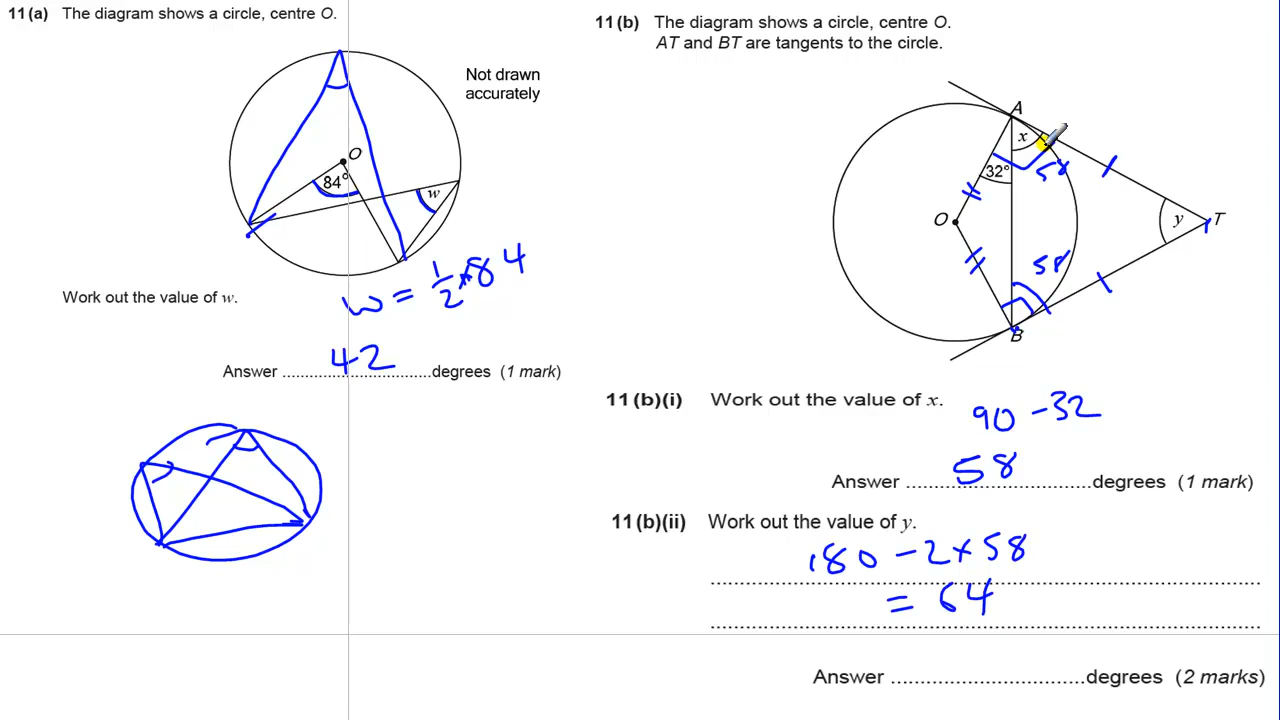 11(a) The diagram shows a circle, centre O.
Not drawn
accurately
O
84°
w
w = 1/2 × 84
Work out the value of w.
42
Answer ..................................degrees (1 mark)
11(b) The diagram shows a circle, centre O.
AT and BT are tangents to the circle.
A
x
58
32°
O
y
T
58
B
11(b)(i) Work out the value of x.
90 - 32
58
Answer ..................................degrees (1 mark)
11(b)(ii) Work out the value of y.
180 - 2 × 58
= 64
Answer ..................................degrees (2 marks)